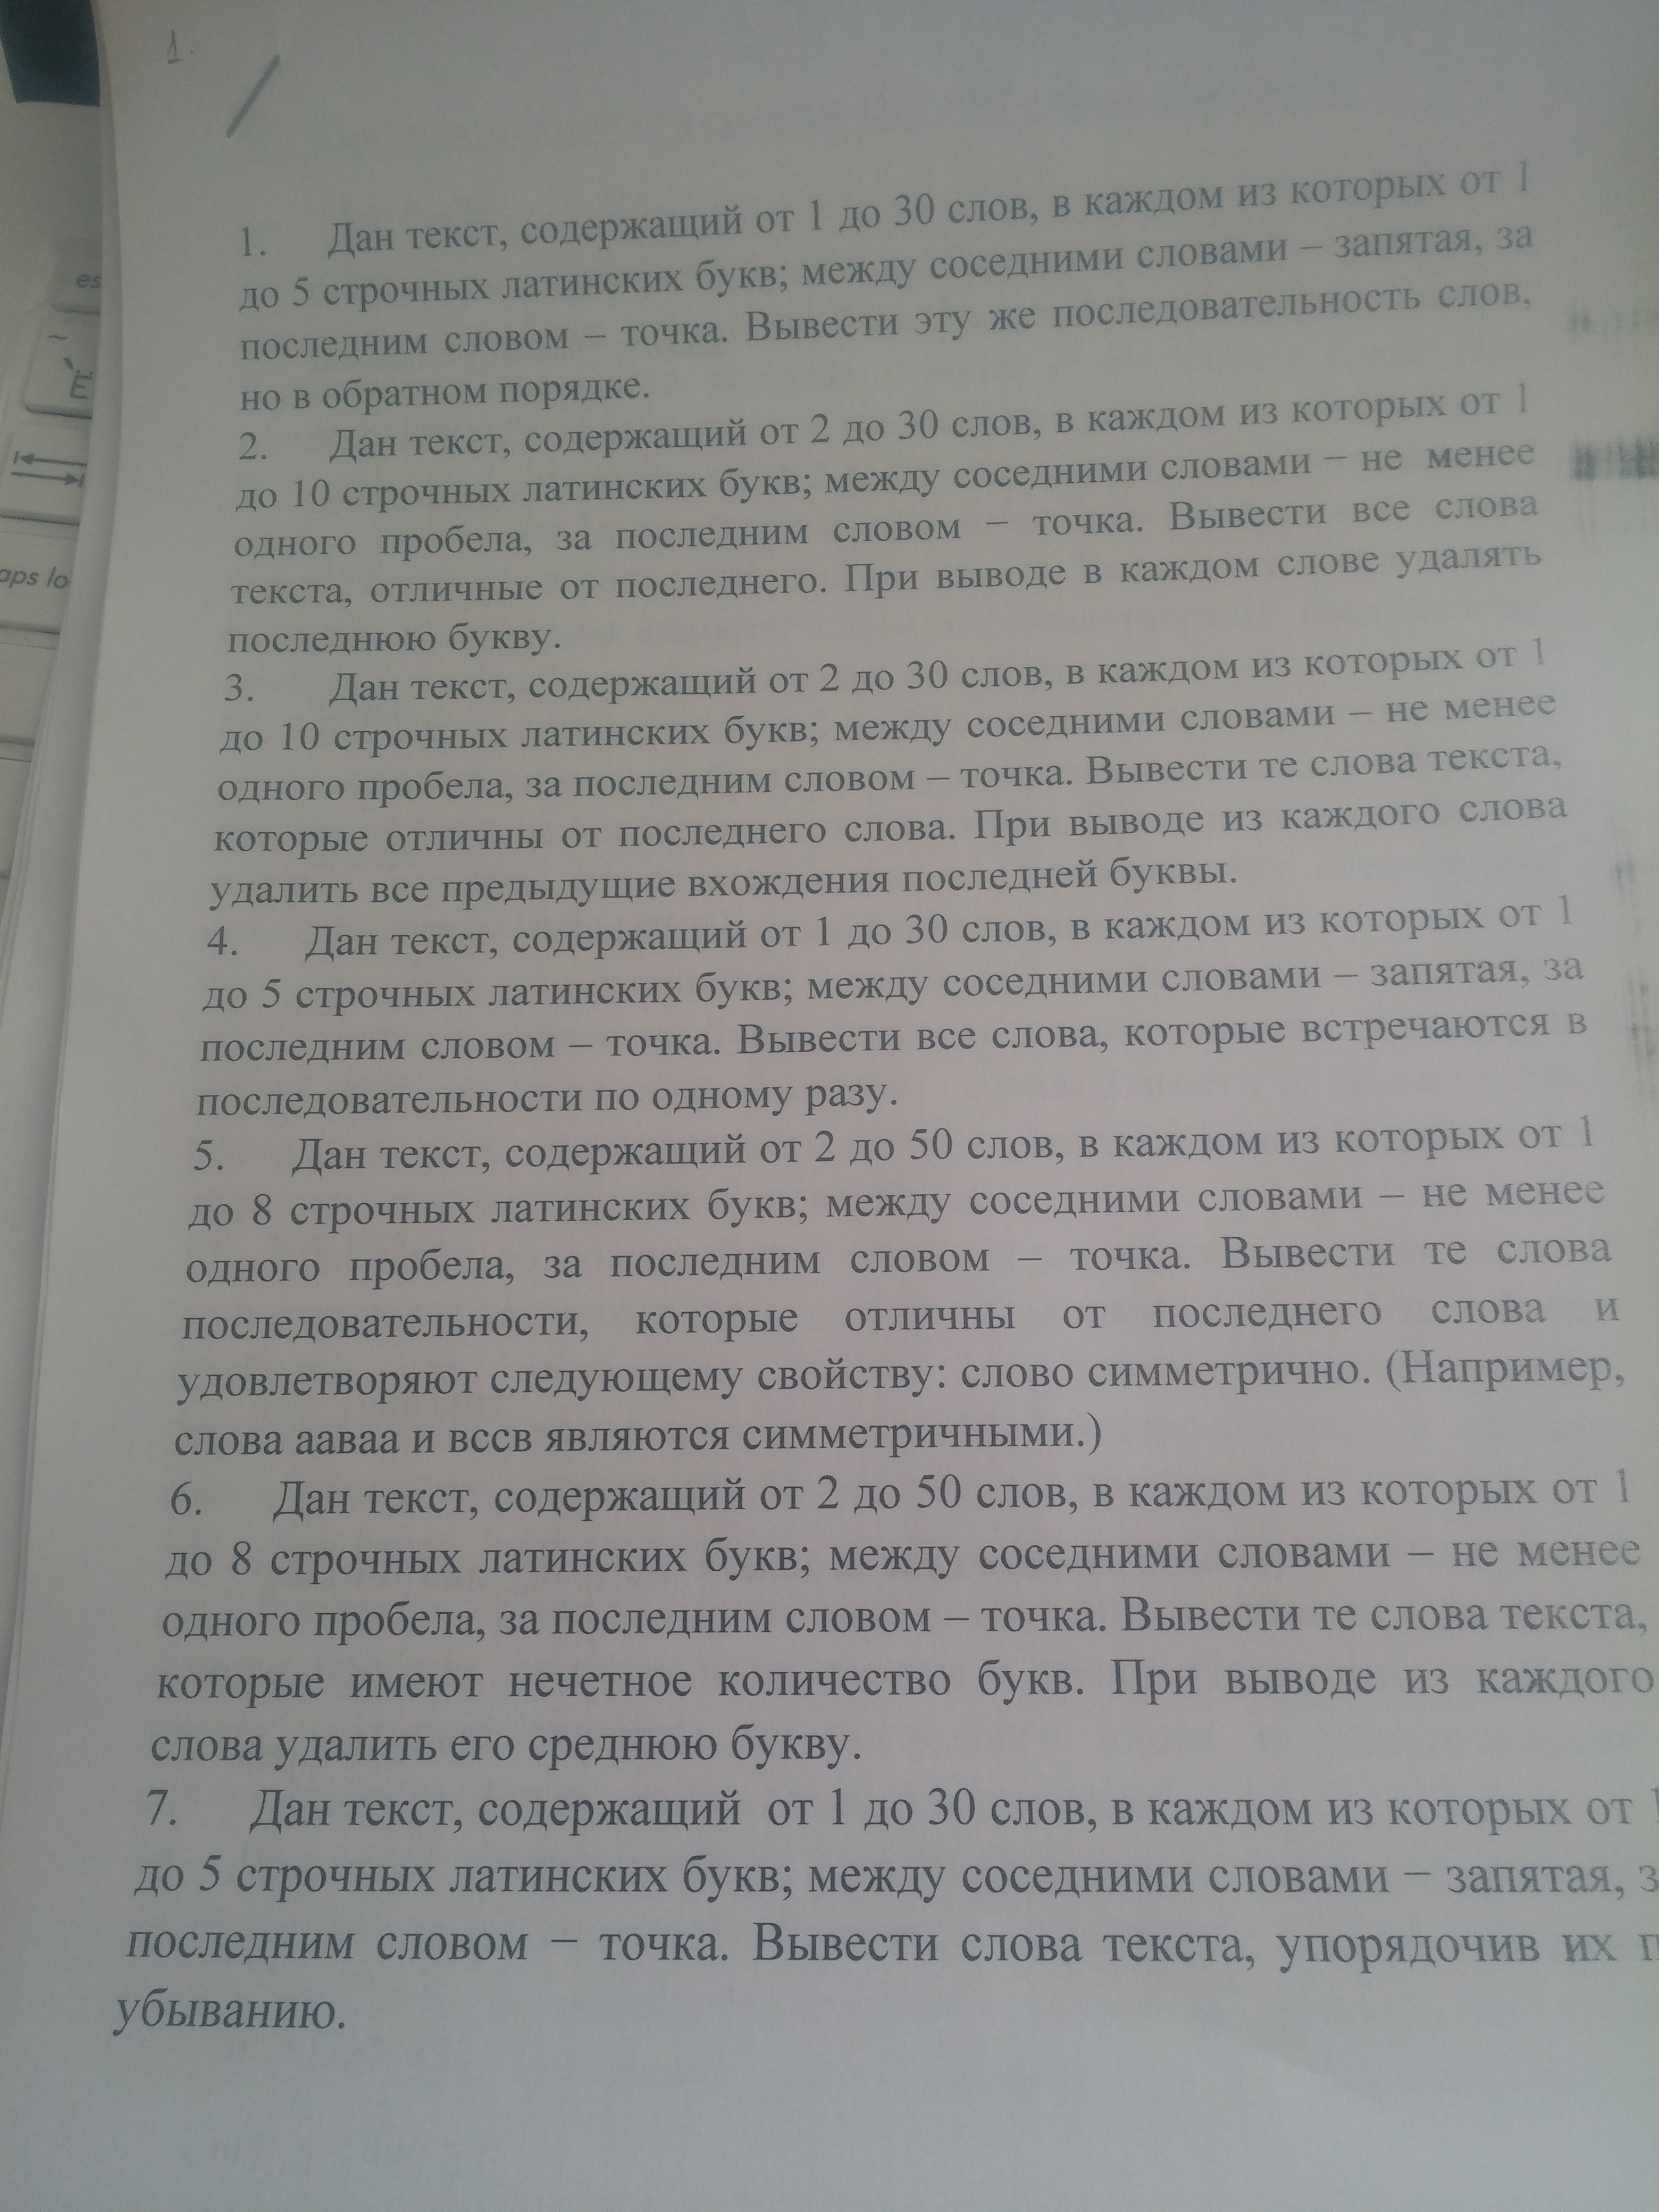 1.
1. Дан текст, содержащий от 1 до 30 слов, в каждом из которых от 1
до 5 строчных латинских букв; между соседними словами – запятая, за
последним словом – точка. Вывести эту же последовательность слов,
но в обратном порядке.
2. Дан текст, содержащий от 2 до 30 слов, в каждом из которых от 1
до 10 строчных латинских букв; между соседними словами – не менее
одного пробела, за последним словом – точка. Вывести все слова
текста, отличные от последнего. При выводе в каждом слове удалять
последнюю букву.
3. Дан текст, содержащий от 2 до 30 слов, в каждом из которых от 1
до 10 строчных латинских букв; между соседними словами – не менее
одного пробела, за последним словом – точка. Вывести те слова текста,
которые отличны от последнего слова. При выводе из каждого слова
удалить все предыдущие вхождения последней буквы.
4. Дан текст, содержащий от 1 до 30 слов, в каждом из которых от 1
до 5 строчных латинских букв; между соседними словами – запятая, за
последним словом – точка. Вывести все слова, которые встречаются в
последовательности по одному разу.
5. Дан текст, содержащий от 2 до 50 слов, в каждом из которых от 1
до 8 строчных латинских букв; между соседними словами – не менее
одного пробела, за последним словом – точка. Вывести те слова
последовательности, которые отличны от последнего слова и
удовлетворяют следующему свойству: слово симметрично. (Например,
слова ааваа и вссв являются симметричными.)
6. Дан текст, содержащий от 2 до 50 слов, в каждом из которых от 1
до 8 строчных латинских букв; между соседними словами – не менее
одного пробела, за последним словом – точка. Вывести те слова текста,
которые имеют нечетное количество букв. При выводе из каждого
слова удалить его среднюю букву.
7. Дан текст, содержащий от 1 до 30 слов, в каждом из которых от 1
до 5 строчных латинских букв; между соседними словами – запятая, з
последним словом – точка. Вывести слова текста, упорядочив их п
убыванию.
es
~
Ё
aps lo